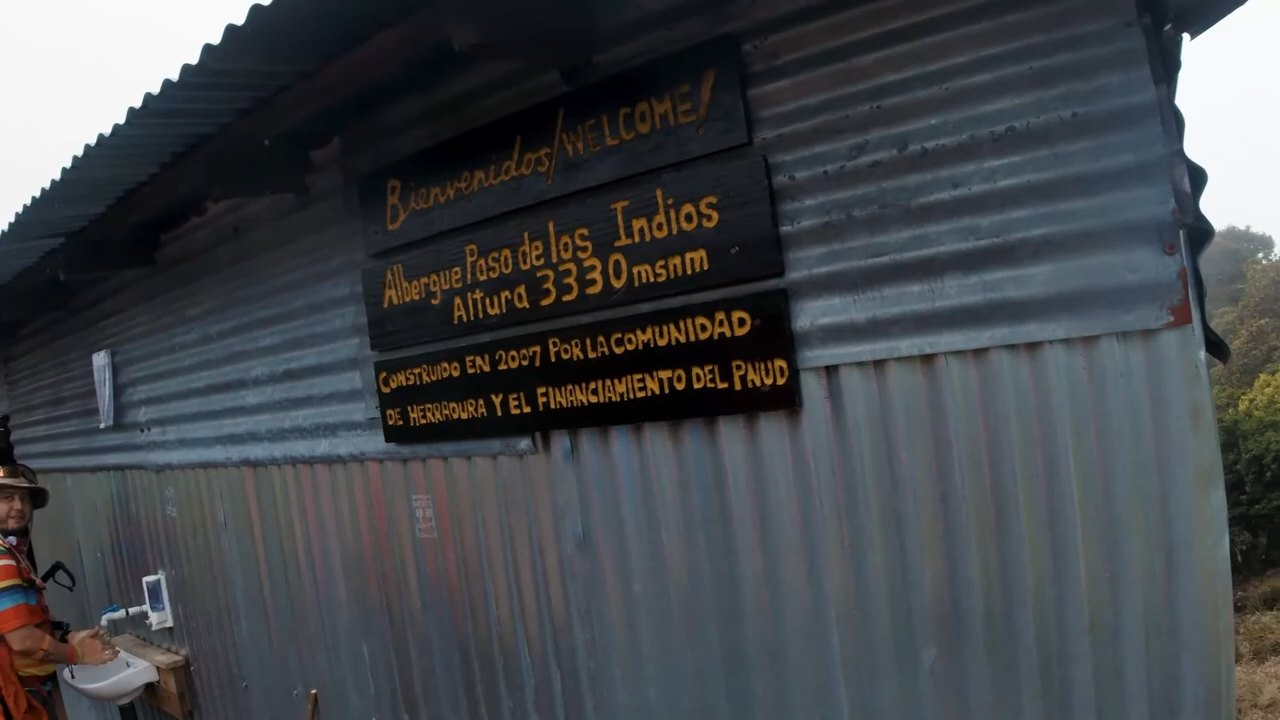 Bienvenidos/WELCOME!
Albergue Paso de los Indios
Altura 3330 msnm
CONSTRUIDO EN 2007 POR LA COMUNIDAD
DE HERRADURA Y EL FINANCIAMIENTO DEL PNUD